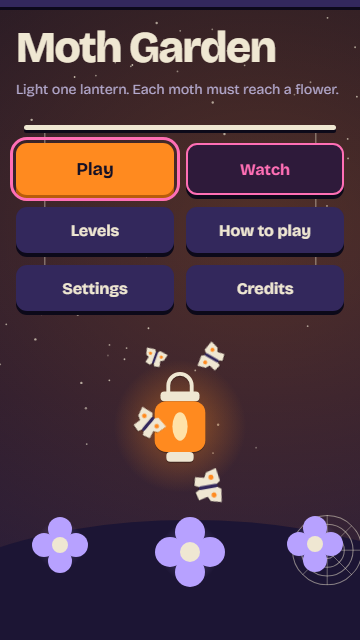 Moth Garden
Light one lantern. Each moth must reach a flower.
Play
Watch
Levels
How to play
Settings
Credits